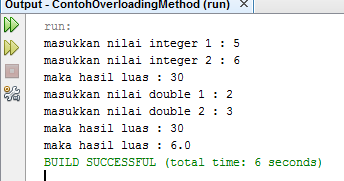 Output - ContohOverloadingMethod (run)
run:
masukkan nilai integer 1 : 5
masukkan nilai integer 2 : 6
maka hasil luas : 30
masukkan nilai double 1 : 2
masukkan nilai double 2 : 3
maka hasil luas : 30
maka hasil luas : 6.0
BUILD SUCCESSFUL (total time: 6 seconds)